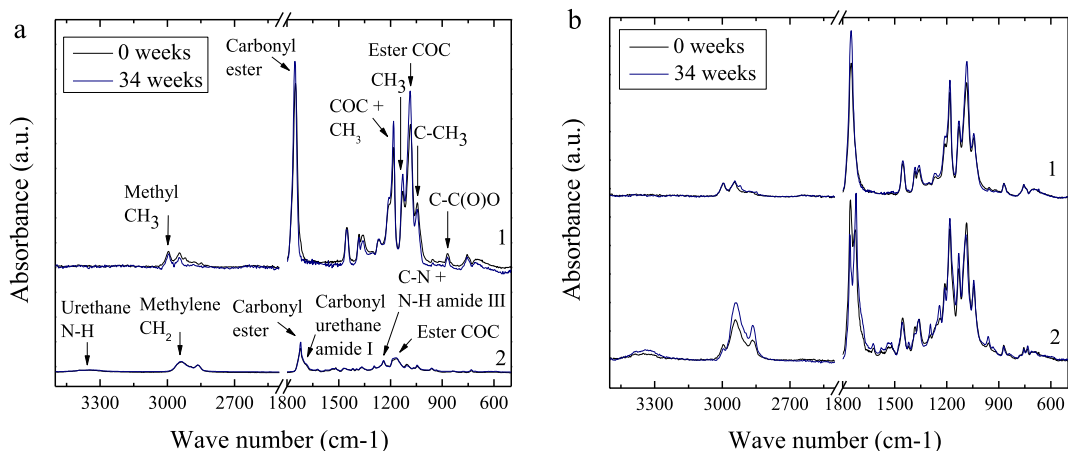 a
0 weeks
34 weeks
Carbonyl
ester
Ester COC
CH3
COC +
CH3
C-CH3
C-C(O)O
Methyl
CH3
1
C-N +
N-H amide III
Urethane
N-H
Methylene
CH2
Carbonyl
ester
Carbonyl
urethane
amide I
Ester COC
2
3300 3000 2700 1800 1500 1200 900 600
Wave number (cm-1)
Absorbance (a.u.)
b
0 weeks
34 weeks
1
2
3300 3000 2700 1800 1500 1200 900 600
Wave number (cm-1)
Absorbance (a.u.)